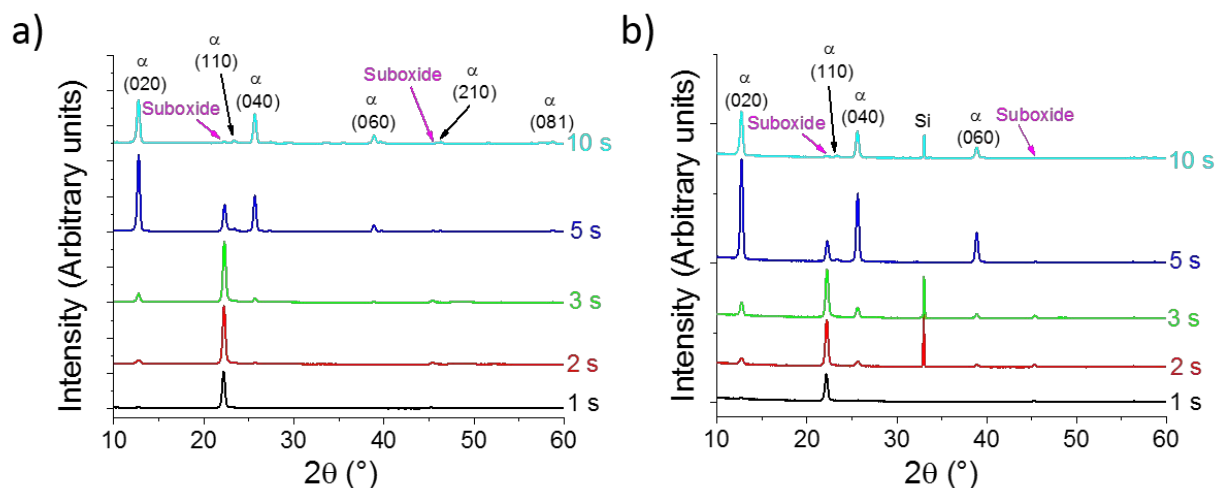 a)
Intensity (Arbitrary units)
α
(020)
Suboxide
α
(110)
α
(040)
α
(060)
Suboxide
α
(210)
(081)
10 s
5 s
3 s
2 s
1 s
10 20 30 40 50 60
2θ (°)
b)
Intensity (Arbitrary units)
α
(020)
Suboxide
α
(110)
α
(040)
Si
α
(060)
Suboxide
10 s
5 s
3 s
2 s
1 s
10 20 30 40 50 60
2θ (°)